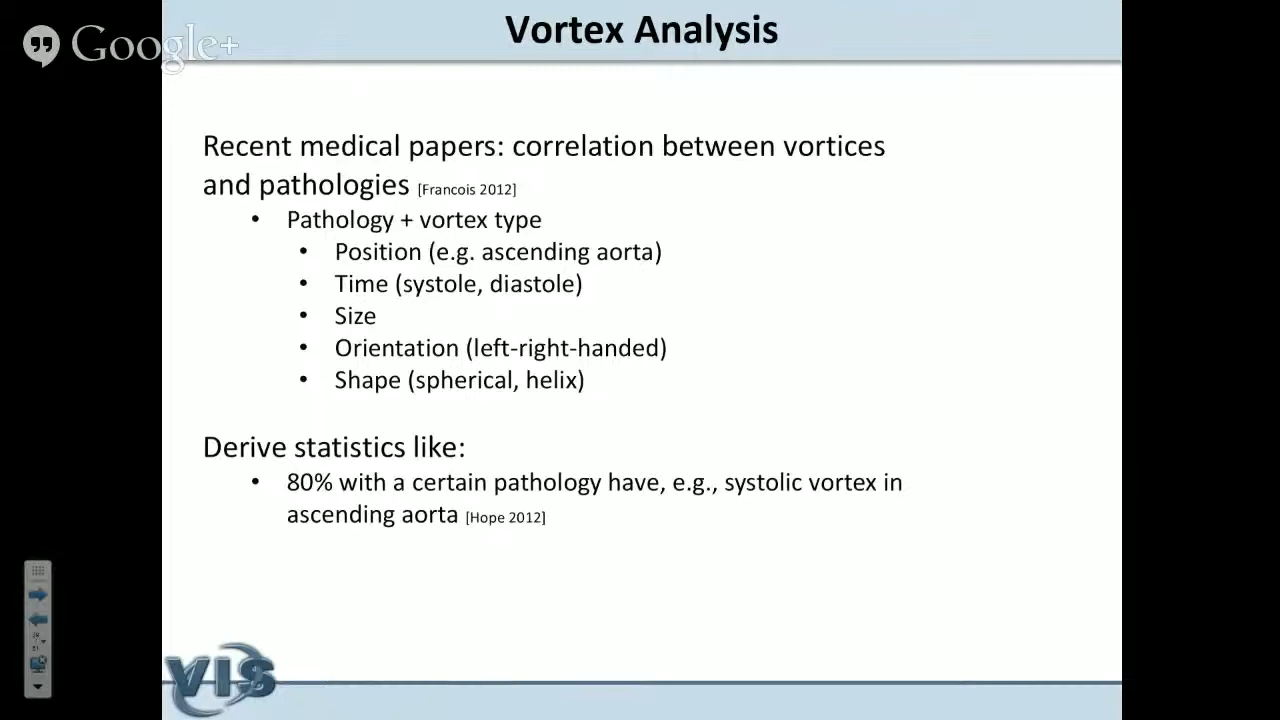 Vortex Analysis
Google+
Recent medical papers: correlation between vortices
and pathologies [Francois 2012]
• Pathology + vortex type
• Position (e.g. ascending aorta)
• Time (systole, diastole)
• Size
• Orientation (left-right-handed)
• Shape (spherical, helix)
Derive statistics like:
• 80% with a certain pathology have, e.g., systolic vortex in
ascending aorta [Hope 2012]
VIS